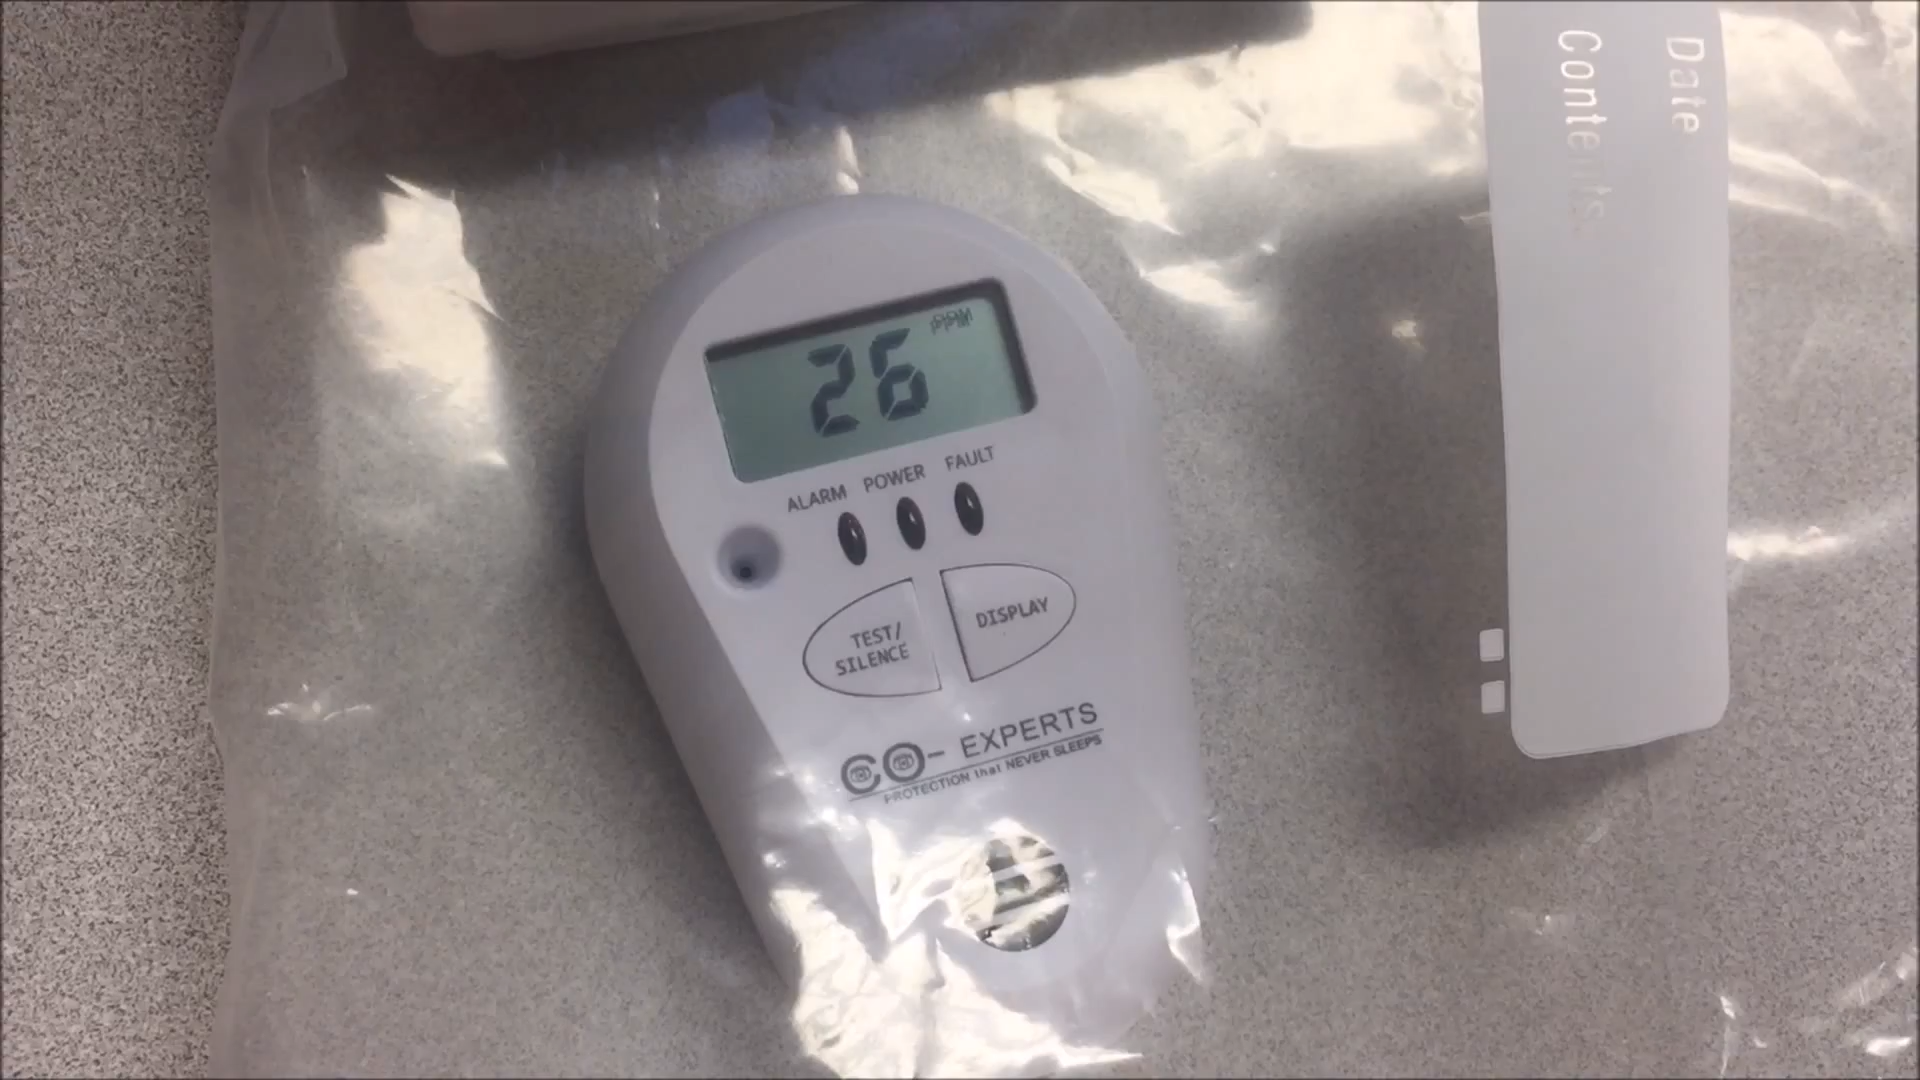 Date
Contents:
PPM
26
ALARM POWER FAULT
TEST/
SILENCE
DISPLAY
CO- EXPERTS
PROTECTION that NEVER SLEEPS